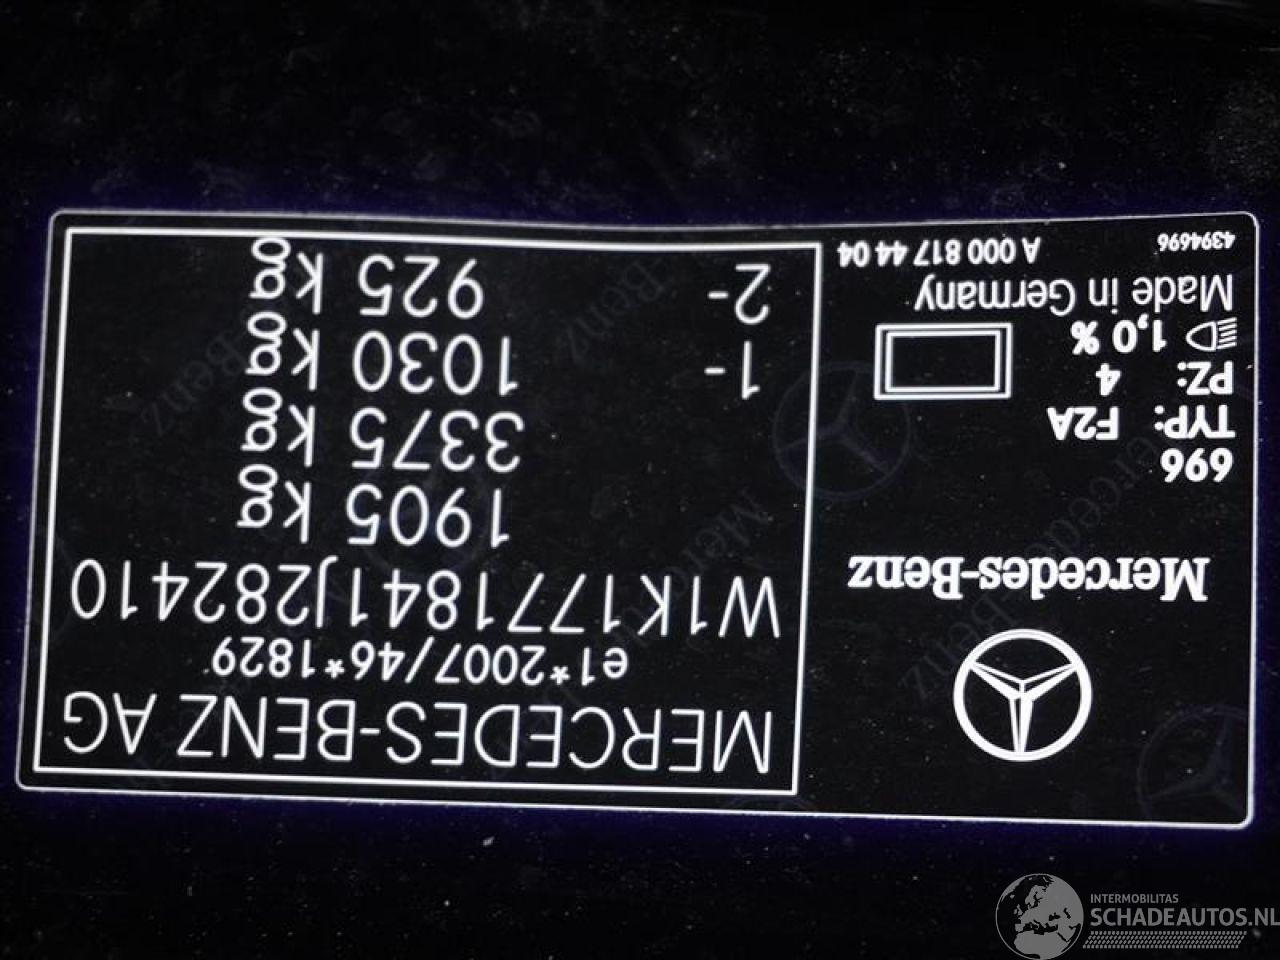 MERCEDES-BENZ AG
e1*2007/46*1829
W1K1771841J282410
1905 kg
3375 kg
1- 1030 kg
2- 925 kg
Mercedes-Benz
696
TYP: F2A
PZ: 4
1,0 %
Made in Germany
4394696 A 000 817 44 04
INTERMOBILITAS
SCHADEAUTOS.NL